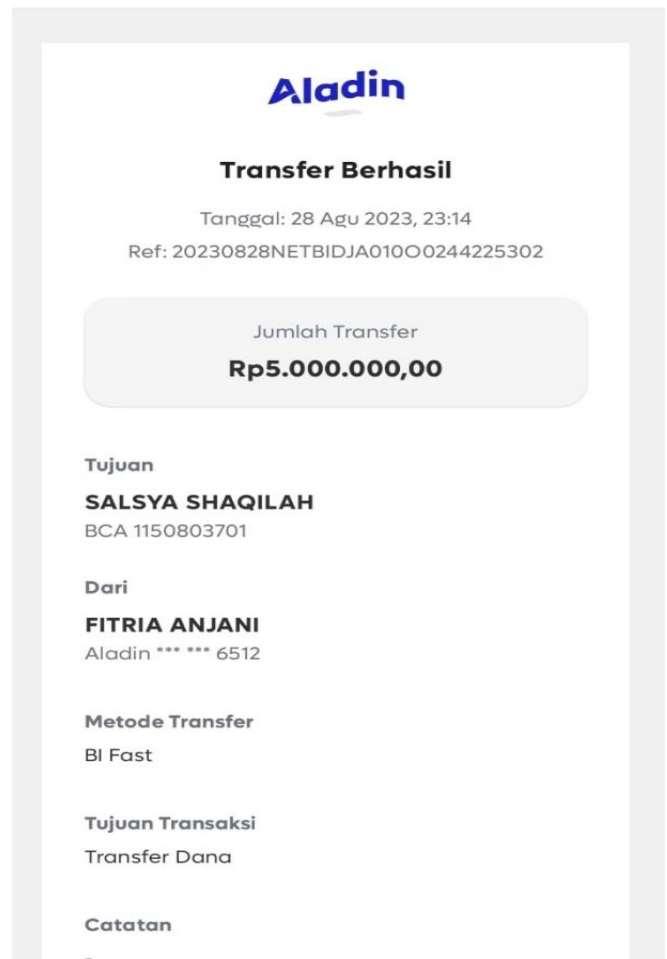 Aladin
Transfer Berhasil
Tanggal: 28 Agu 2023, 23:14
Ref: 20230828NETBIDJA010O0244225302
Jumlah Transfer
Rp5.000.000,00
Tujuan
SALSYA SHAQILAH
BCA 1150803701
Dari
FITRIA ANJANI
Aladin *** *** 6512
Metode Transfer
BI Fast
Tujuan Transaksi
Transfer Dana
Catatan